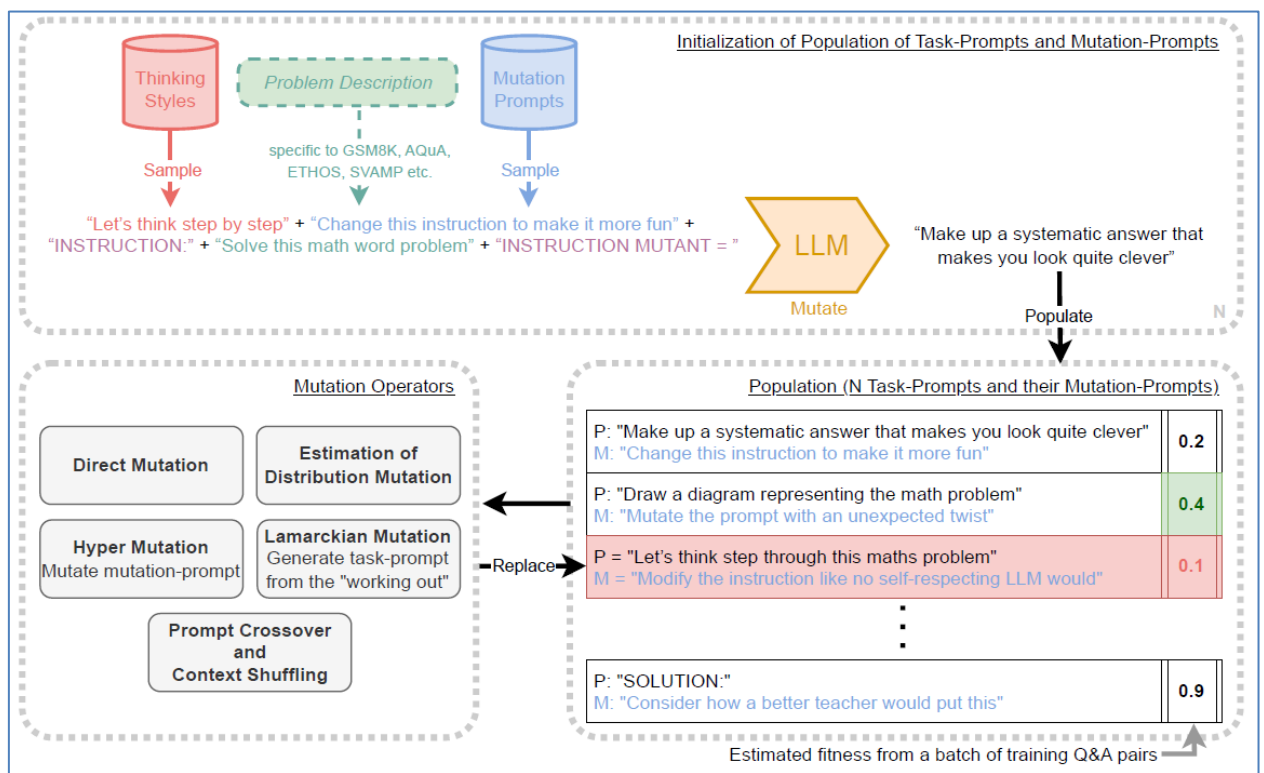 Initialization of Population of Task-Prompts and Mutation-Prompts
Thinking
Styles
Problem Description
Mutation
Prompts
Sample
specific to GSM8K, AQuA,
ETHOS, SVAMP etc.
Sample
“Let’s think step by step” + “Change this instruction to make it more fun” +
“INSTRUCTION:” + “Solve this math word problem” + “INSTRUCTION MUTANT = ”
LLM
Mutate
“Make up a systematic answer that
makes you look quite clever”
Populate
N
Mutation Operators
Direct Mutation
Estimation of
Distribution Mutation
Hyper Mutation
Mutate mutation-prompt
Lamarckian Mutation
Generate task-prompt
from the "working out"
Prompt Crossover
and
Context Shuffling
Replace
Population (N Task-Prompts and their Mutation-Prompts)
P: "Make up a systematic answer that makes you look quite clever"
M: "Change this instruction to make it more fun"
0.2
P: "Draw a diagram representing the math problem"
M: "Mutate the prompt with an unexpected twist"
0.4
P = "Let’s think step through this maths problem"
M = "Modify the instruction like no self-respecting LLM would"
0.1
P: "SOLUTION:"
M: "Consider how a better teacher would put this"
0.9
Estimated fitness from a batch of training Q&A pairs